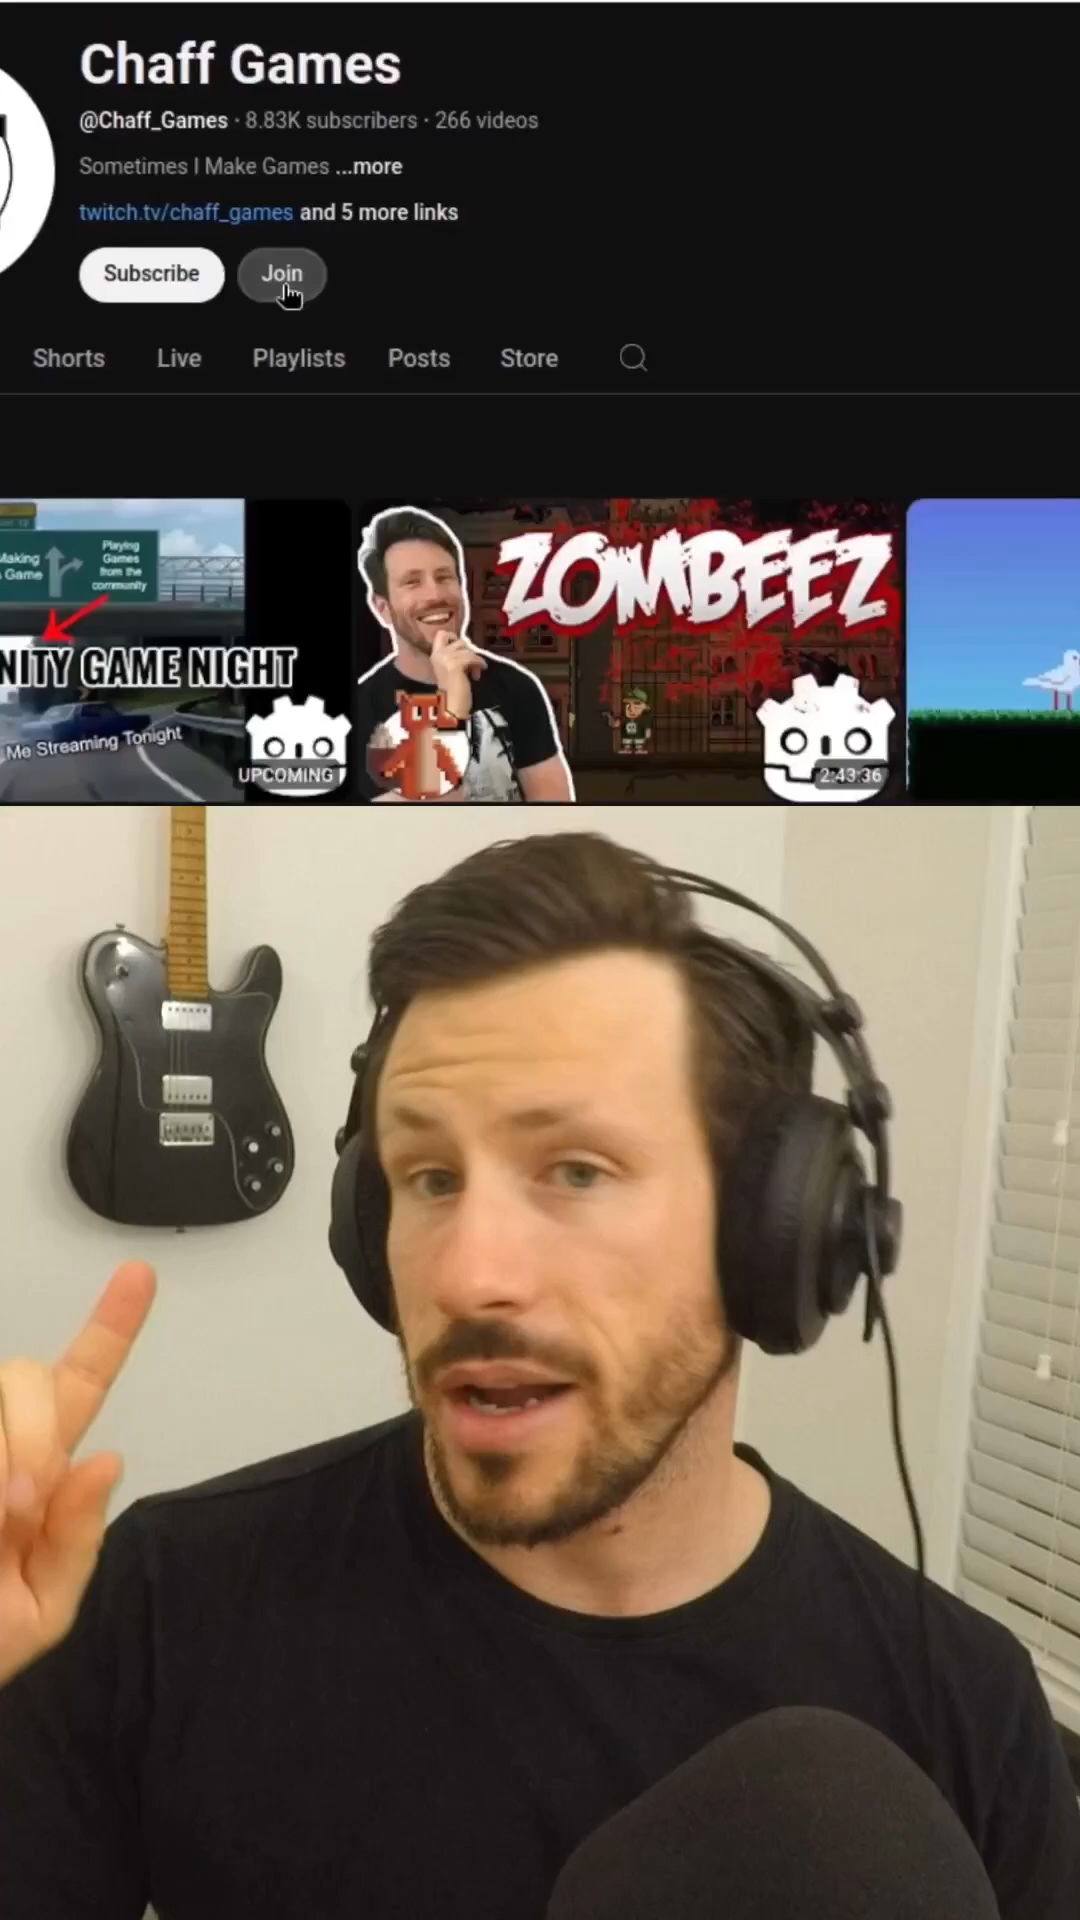 Chaff Games
@Chaff_Games · 8.83K subscribers · 266 videos
Sometimes I Make Games ...more
twitch.tv/chaff_games and 5 more links
Subscribe
Join
Shorts
Live
Playlists
Posts
Store
Making
Game
Playing
Games
from the
community
NITY GAME NIGHT
Me Streaming Tonight
UPCOMING
ZOMBEEZ
2:43:36